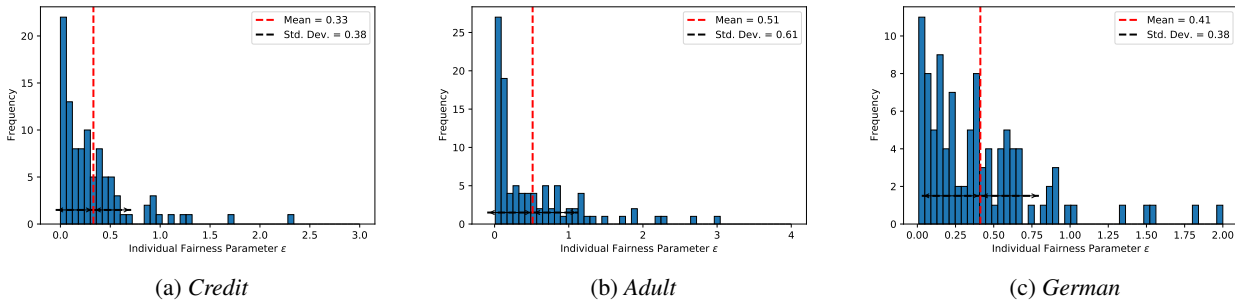 Mean = 0.33
Std. Dev. = 0.38
20
15
10
5
0
Frequency
0.0 0.5 1.0 1.5 2.0 2.5 3.0
Individual Fairness Parameter ε
(a) Credit
Mean = 0.51
Std. Dev. = 0.61
25
20
15
10
5
0
Frequency
0 1 2 3 4
Individual Fairness Parameter ε
(b) Adult
Mean = 0.41
Std. Dev. = 0.38
10
8
6
4
2
0
Frequency
0.00 0.25 0.50 0.75 1.00 1.25 1.50 1.75 2.00
Individual Fairness Parameter ε
(c) German